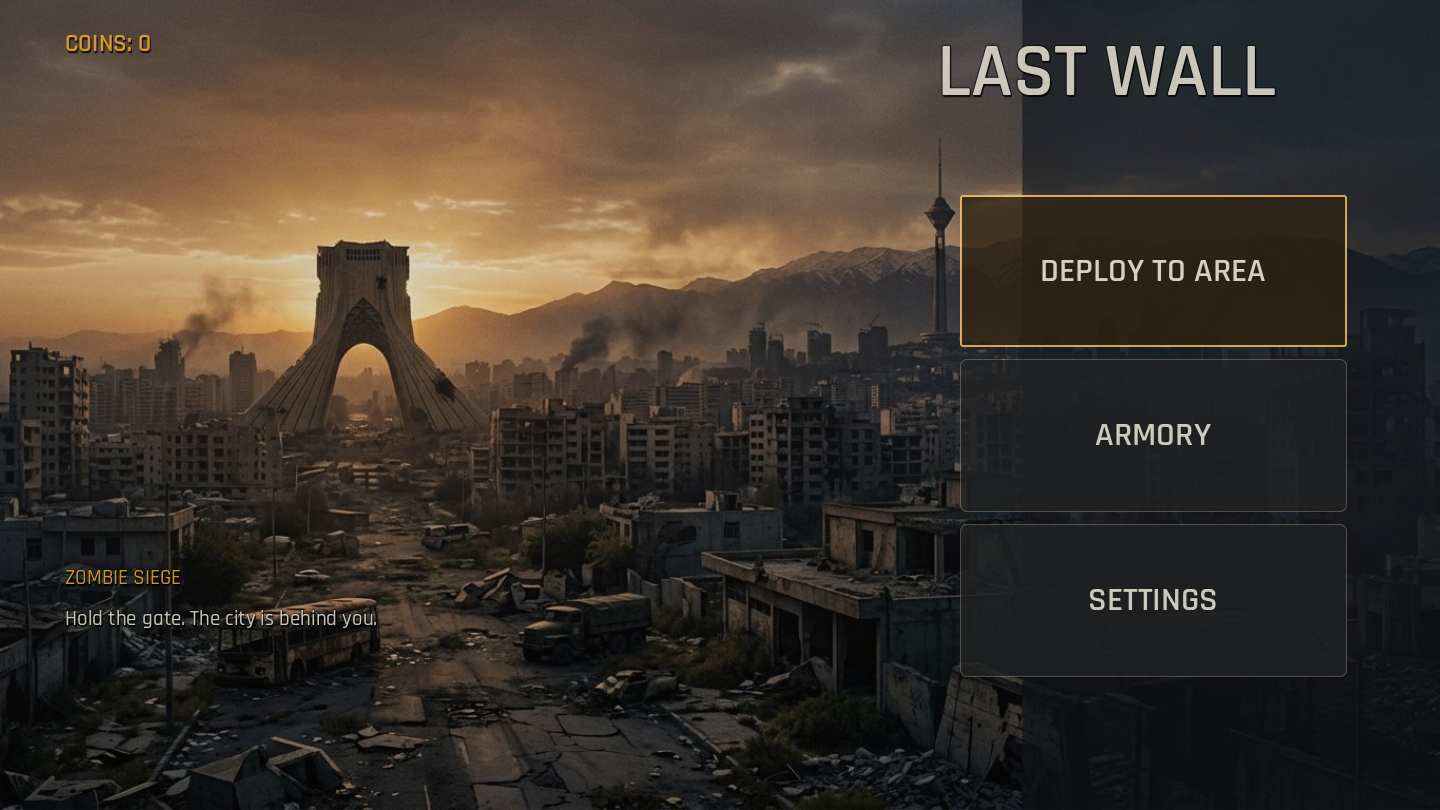 COINS: 0
LAST WALL
DEPLOY TO AREA
ARMORY
SETTINGS
ZOMBIE SIEGE
Hold the gate. The city is behind you.